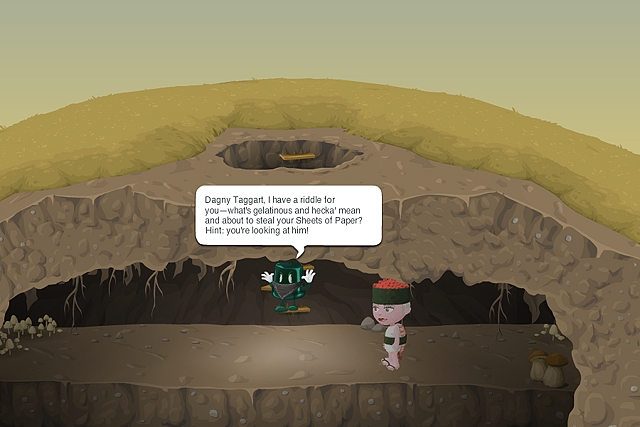 Dagny Taggart, I have a riddle for
you—what's gelatinous and hecka' mean
and about to steal your Sheets of Paper?
Hint: you're looking at him!